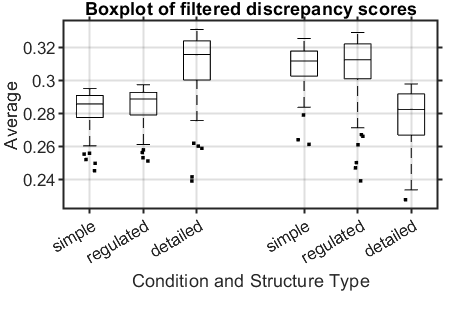 Boxplot of filtered discrepancy scores
0.32
0.3
0.28
0.26
0.24
Average
simple
regulated
detailed
simple
regulated
detailed
Condition and Structure Type